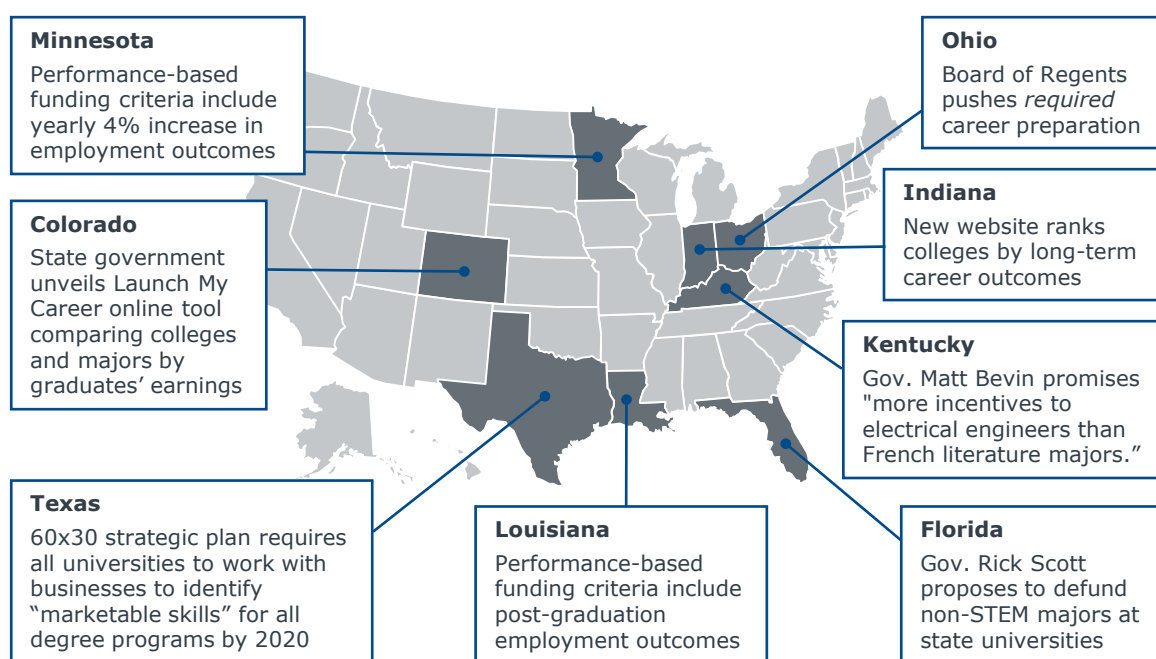 Minnesota
Performance-based
funding criteria include
yearly 4% increase in
employment outcomes
Colorado
State government
unveils Launch My
Career online tool
comparing colleges
and majors by
graduates’ earnings
Texas
60x30 strategic plan requires
all universities to work with
businesses to identify
“marketable skills” for all
degree programs by 2020
Louisiana
Performance-based
funding criteria include
post-graduation
employment outcomes
Ohio
Board of Regents
pushes required
career preparation
Indiana
New website ranks
colleges by long-term
career outcomes
Kentucky
Gov. Matt Bevin promises
"more incentives to
electrical engineers than
French literature majors.”
Florida
Gov. Rick Scott
proposes to defund
non-STEM majors at
state universities